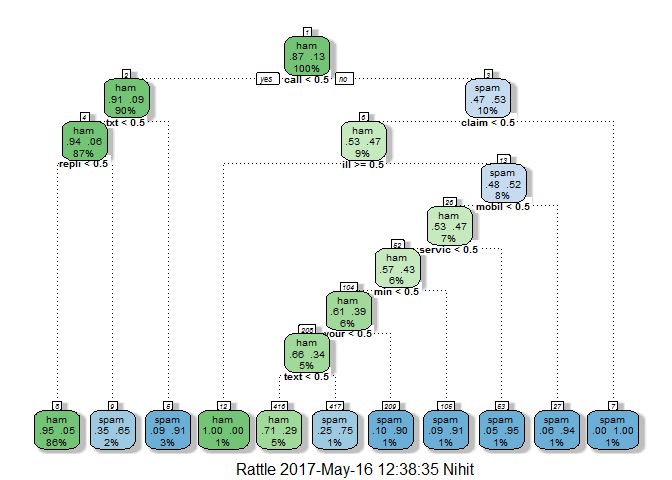 1
ham
.87 .13
100%
yes call < 0.5 no
2
ham
.91 .09
90%
txt < 0.5
3
spam
.47 .53
10%
claim < 0.5
4
ham
.94 .06
87%
repli < 0.5
6
ham
.53 .47
9%
ill >= 0.5
13
spam
.48 .52
8%
mobil < 0.5
26
ham
.53 .47
7%
servic < 0.5
52
ham
.57 .43
6%
min < 0.5
104
ham
.61 .39
6%
your < 0.5
208
ham
.66 .34
5%
text < 0.5
8
ham
.95 .05
86%
9
spam
.35 .65
2%
5
spam
.09 .91
3%
12
ham
1.00 .00
1%
416
ham
.71 .29
5%
417
spam
.25 .75
1%
209
spam
.10 .90
1%
105
spam
.09 .91
1%
53
spam
.05 .95
1%
27
spam
.06 .94
1%
7
spam
.00 1.00
1%
Rattle 2017-May-16 12:38:35 Nihit